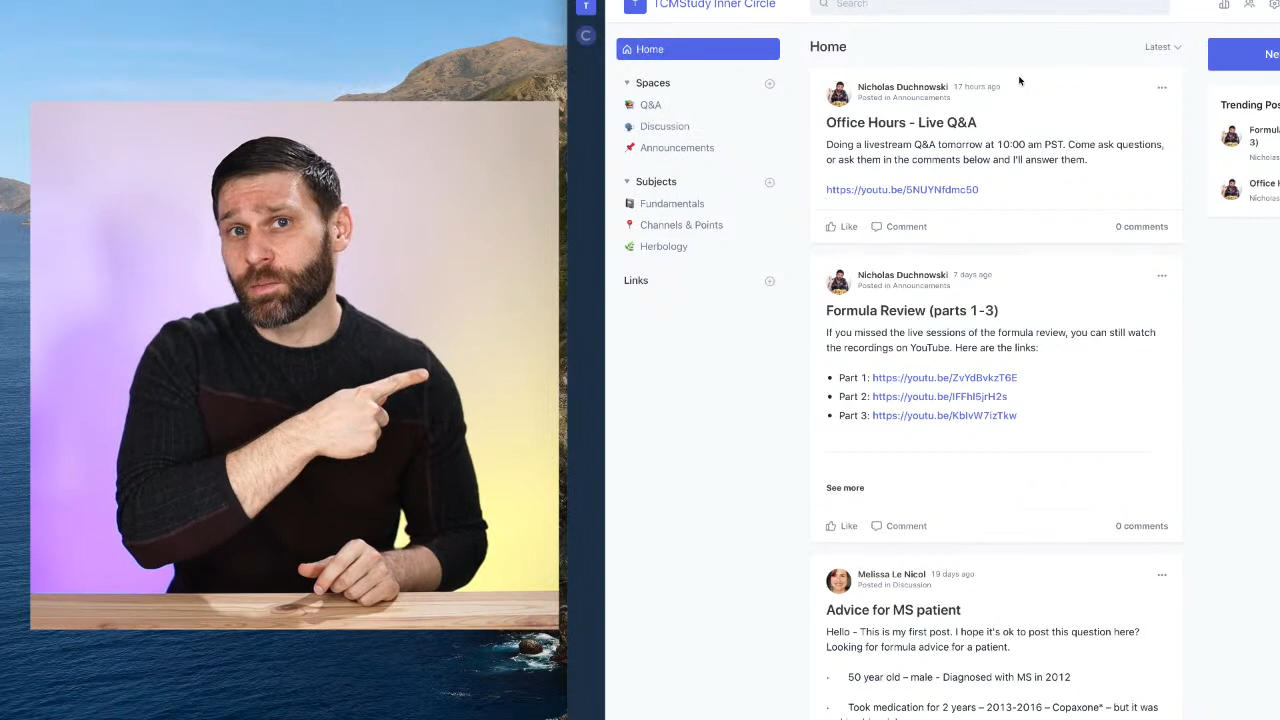 T
TCMStudy Inner Circle
Search
C
Home
Spaces
Q&A
Discussion
Announcements
Subjects
Fundamentals
Channels & Points
Herbology
Links
Home
Latest
Nicholas Duchnowski 17 hours ago
Posted in Announcements
Office Hours - Live Q&A
Doing a livestream Q&A tomorrow at 10:00 am PST. Come ask questions,
or ask them in the comments below and I'll answer them.
https://youtu.be/5NUYNfdmc50
Like Comment 0 comments
Nicholas Duchnowski 7 days ago
Posted in Announcements
Formula Review (parts 1-3)
If you missed the live sessions of the formula review, you can still watch
the recordings on YouTube. Here are the links:
• Part 1: https://youtu.be/ZvYdBvkzT6E
• Part 2: https://youtu.be/IFFhI5jrH2s
• Part 3: https://youtu.be/KbIvW7izTkw
See more
Like Comment 0 comments
Melissa Le Nicol 19 days ago
Posted in Discussion
Advice for MS patient
Hello - This is my first post. I hope it's ok to post this question here?
Looking for formula advice for a patient.
· 50 year old – male - Diagnosed with MS in 2012
· Took medication for 2 years – 2013-2016 – Copaxone* – but it was
Ne
Trending Pos
Formul
3)
Nicholas
Office H
Nicholas